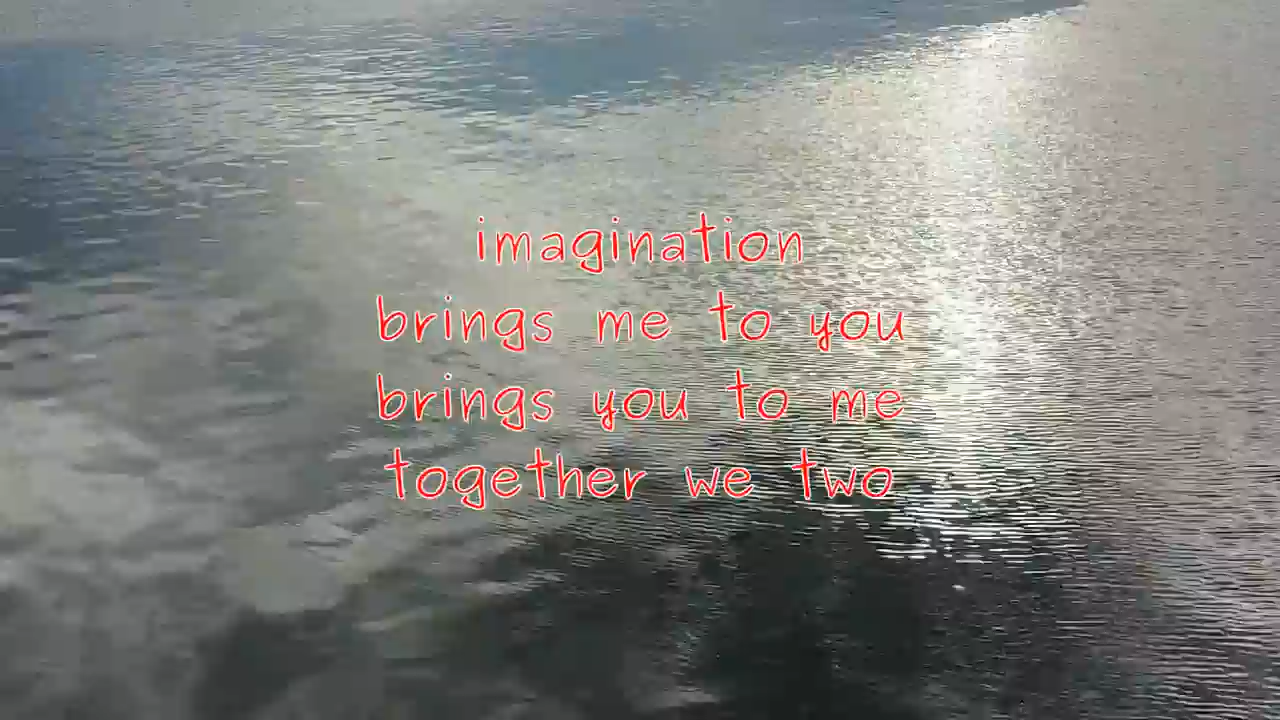 imagination
brings me to you
brings you to me
together we two